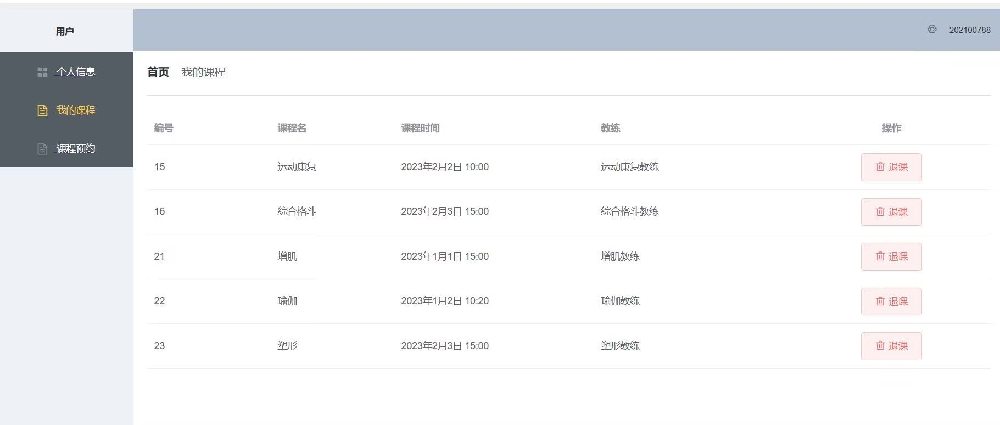 用户
202100788
个人信息
我的课程
课程预约
首页 我的课程
编号 课程名 课程时间 教练 操作
15 运动康复 2023年2月2日 10:00 运动康复教练 退课
16 综合格斗 2023年2月3日 15:00 综合格斗教练 退课
21 增肌 2023年1月1日 15:00 增肌教练 退课
22 瑜伽 2023年1月2日 10:20 瑜伽教练 退课
23 塑形 2023年2月3日 15:00 塑形教练 退课